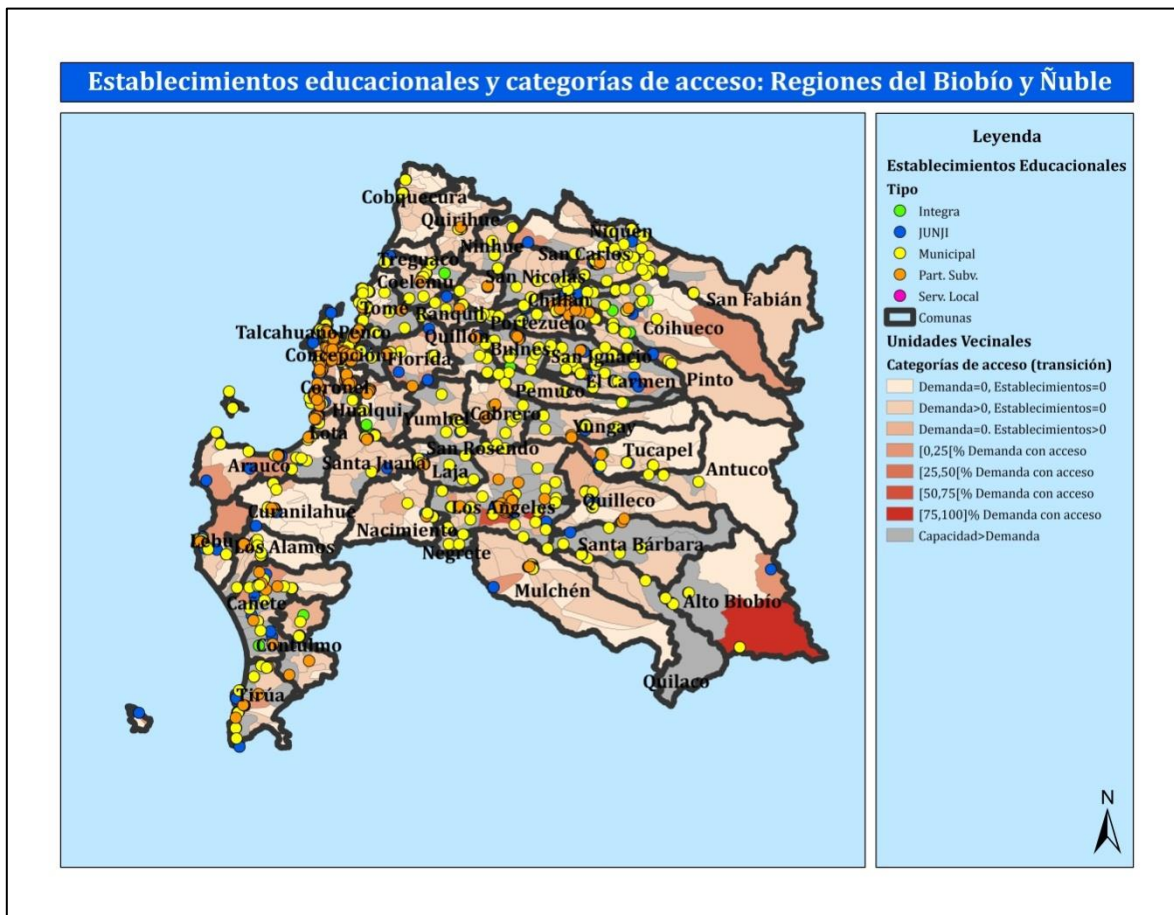 Establecimientos educacionales y categorías de acceso: Regiones del Biobío y Ñuble
Cobquecura
Quirihue
Ninhue
Ñiquén
San Carlos
Treguaco
San Nicolás
Coelemu
San Fabián
Tomé
Ranquil
Chillán
Portezuelo
Coihueco
Talcahuano
Penco
Quillón
Concepción
Florida
Bulnes
San Ignacio
Coronel
Pemuco
El Carmen
Pinto
Hualqui
Yumbel
Cabrero
Lota
Yungay
San Rosendo
Tucapel
Arauco
Santa Juana
Laja
Antuco
Curanilahue
Los Angeles
Quilleco
Nacimiento
Lebu
Los Alamos
Negrete
Santa Bárbara
Mulchén
Cañete
Alto Biobío
Contulmo
Quilaco
Tirúa
Leyenda
Establecimientos Educacionales
Tipo
Integra
JUNJI
Municipal
Part. Subv.
Serv. Local
Comunas
Unidades Vecinales
Categorías de acceso (transición)
Demanda=0, Establecimientos=0
Demanda>0, Establecimientos=0
Demanda=0. Establecimientos>0
[0,25[% Demanda con acceso
[25,50[% Demanda con acceso
[50,75[% Demanda con acceso
[75,100]% Demanda con acceso
Capacidad>Demanda
N